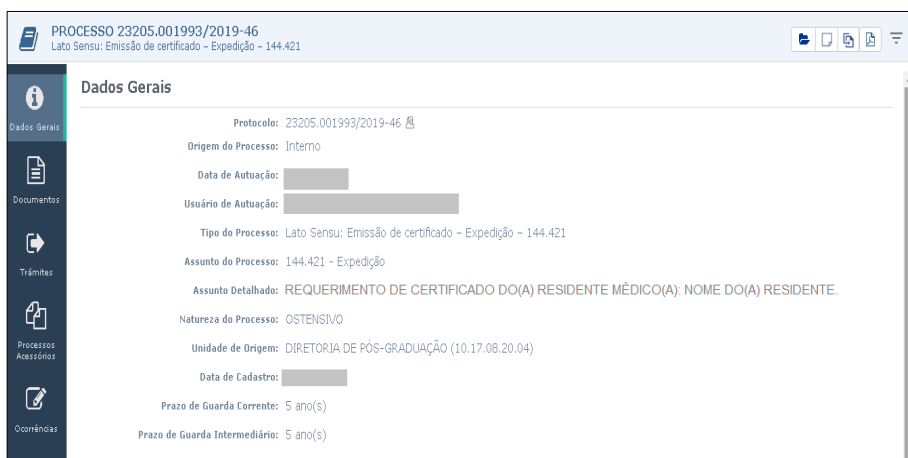 PROCESSO 23205.001993/2019-46
Lato Sensu: Emissão de certificado – Expedição – 144.421
Dados Gerais
Documentos
Trámites
Processos
Acessórios
Ocorrências
Dados Gerais
Protocolo: 23205.001993/2019-46
Origem do Processo: Interno
Data de Autuação:
Usuário de Autuação:
Tipo do Processo: Lato Sensu: Emissão de certificado – Expedição – 144.421
Assunto do Processo: 144.421 - Expedição
Assunto Detalhado: REQUERIMENTO DE CERTIFICADO DO(A) RESIDENTE MÉDICO(A): NOME DO(A) RESIDENTE.
Natureza do Processo: OSTENSIVO
Unidade de Origem: DIRETORIA DE PÓS-GRADUAÇÃO (10.17.08.20.04)
Data de Cadastro:
Prazo de Guarda Corrente: 5 ano(s)
Prazo de Guarda Intermediário: 5 ano(s)